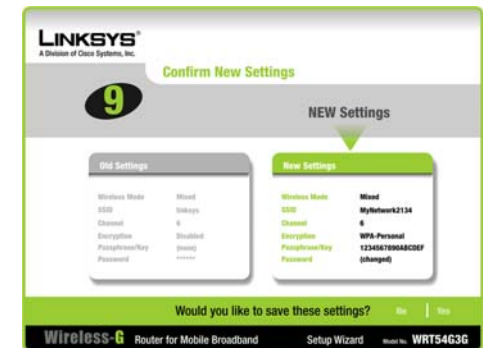 LINKSYS®
A Division of Cisco Systems, Inc.
Confirm New Settings
9
NEW Settings
Old Settings
Wireless Mode Mixed
SSID linksys
Channel 6
Encryption Disabled
Passphrase/Key (none)
Password ******
New Settings
Wireless Mode Mixed
SSID MyNetwork2134
Channel 6
Encryption WPA-Personal
Passphrase/Key 1234567890ABCDEF
Password (changed)
Would you like to save these settings? No | Yes
Wireless-G Router for Mobile Broadband Setup Wizard Model No. WRT54G3G